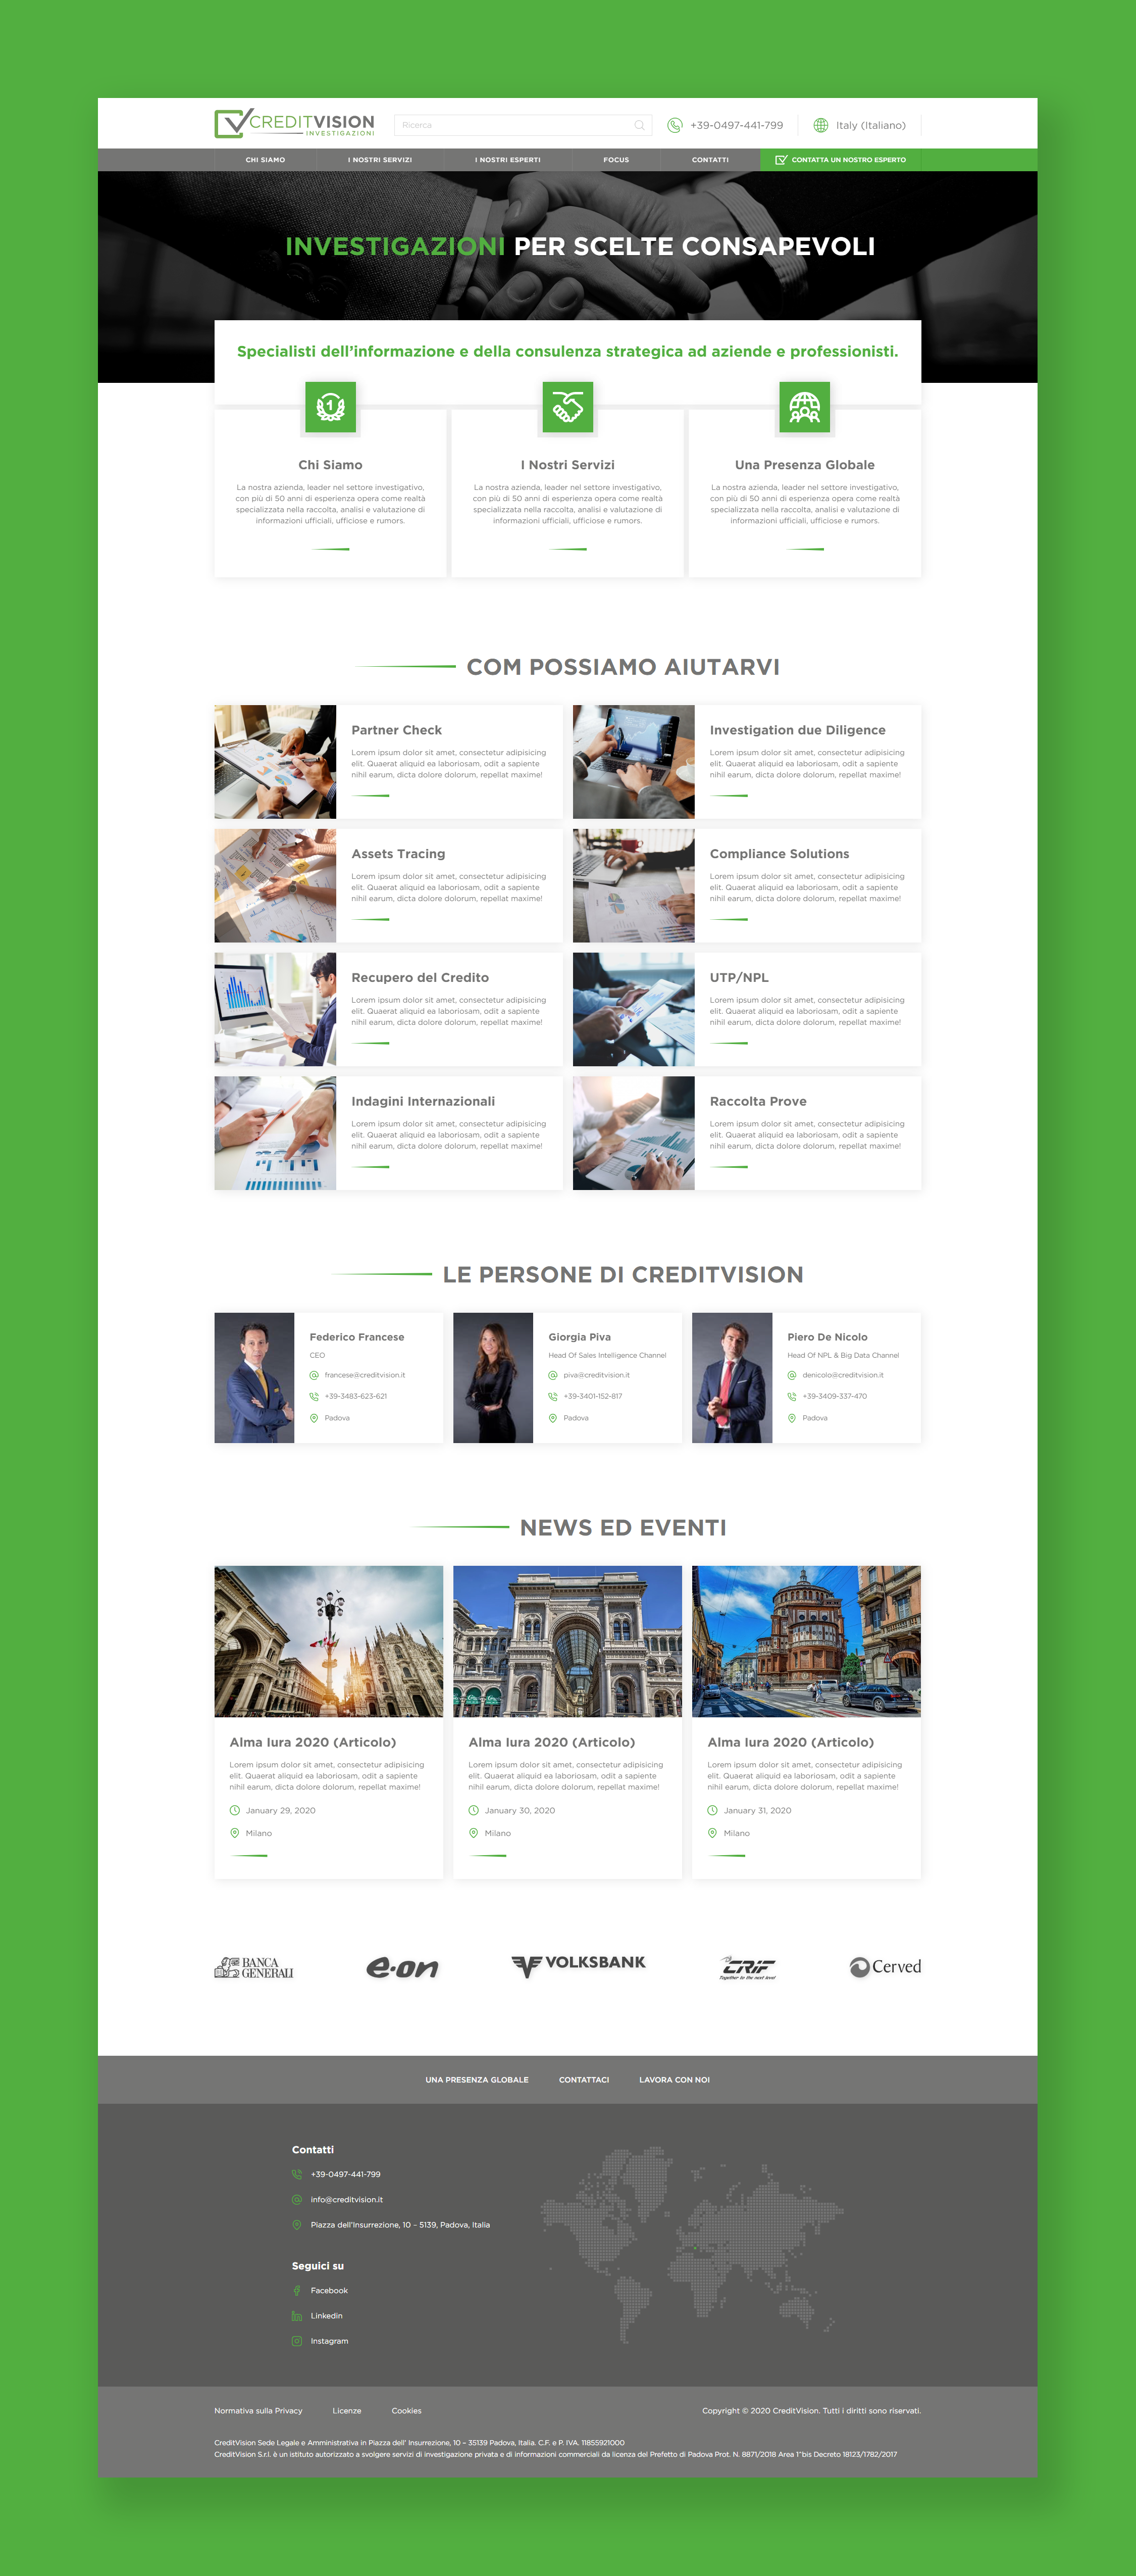 CREDITVISION
INVESTIGAZIONI
Ricerca
+39-0497-441-799
Italy (Italiano)
CHI SIAMO
I NOSTRI SERVIZI
I NOSTRI ESPERTI
FOCUS
CONTATTI
CONTATTA UN NOSTRO ESPERTO
INVESTIGAZIONI PER SCELTE CONSAPEVOLI
Specialisti dell'informazione e della consulenza strategica ad aziende e professionisti.
1
Chi Siamo
La nostra azienda, leader nel settore investigativo,
con più di 50 anni di esperienza opera come realtà
specializzata nella raccolta, analisi e valutazione di
informazioni ufficiali, ufficiose e rumors.
I Nostri Servizi
La nostra azienda, leader nel settore investigativo,
con più di 50 anni di esperienza opera come realtà
specializzata nella raccolta, analisi e valutazione di
informazioni ufficiali, ufficiose e rumors.
Una Presenza Globale
La nostra azienda, leader nel settore investigativo,
con più di 50 anni di esperienza opera come realtà
specializzata nella raccolta, analisi e valutazione di
informazioni ufficiali, ufficiose e rumors.
COM POSSIAMO AIUTARVI
Partner Check
Lorem ipsum dolor sit amet, consectetur adipisicing
elit. Quaerat aliquid ea laboriosam, odit a sapiente
nihil earum, dicta dolore dolorum, repellat maxime!
Investigation due Diligence
Lorem ipsum dolor sit amet, consectetur adipisicing
elit. Quaerat aliquid ea laboriosam, odit a sapiente
nihil earum, dicta dolore dolorum, repellat maxime!
Assets Tracing
Lorem ipsum dolor sit amet, consectetur adipisicing
elit. Quaerat aliquid ea laboriosam, odit a sapiente
nihil earum, dicta dolore dolorum, repellat maxime!
Compliance Solutions
Lorem ipsum dolor sit amet, consectetur adipisicing
elit. Quaerat aliquid ea laboriosam, odit a sapiente
nihil earum, dicta dolore dolorum, repellat maxime!
Recupero del Credito
Lorem ipsum dolor sit amet, consectetur adipisicing
elit. Quaerat aliquid ea laboriosam, odit a sapiente
nihil earum, dicta dolore dolorum, repellat maxime!
UTP/NPL
Lorem ipsum dolor sit amet, consectetur adipisicing
elit. Quaerat aliquid ea laboriosam, odit a sapiente
nihil earum, dicta dolore dolorum, repellat maxime!
Indagini Internazionali
Lorem ipsum dolor sit amet, consectetur adipisicing
elit. Quaerat aliquid ea laboriosam, odit a sapiente
nihil earum, dicta dolore dolorum, repellat maxime!
Raccolta Prove
Lorem ipsum dolor sit amet, consectetur adipisicing
elit. Quaerat aliquid ea laboriosam, odit a sapiente
nihil earum, dicta dolore dolorum, repellat maxime!
LE PERSONE DI CREDITVISION
Federico Francese
CEO
francese@creditvision.it
+39-3483-623-621
Padova
Giorgia Piva
Head Of Sales Intelligence Channel
piva@creditvision.it
+39-3401-152-817
Padova
Piero De Nicolo
Head Of NPL & Big Data Channel
denicolo@creditvision.it
+39-3409-337-470
Padova
NEWS ED EVENTI
Alma Iura 2020 (Articolo)
Lorem ipsum dolor sit amet, consectetur adipisicing
elit. Quaerat aliquid ea laboriosam, odit a sapiente
nihil earum, dicta dolore dolorum, repellat maxime!
January 29, 2020
Milano
Alma Iura 2020 (Articolo)
Lorem ipsum dolor sit amet, consectetur adipisicing
elit. Quaerat aliquid ea laboriosam, odit a sapiente
nihil earum, dicta dolore dolorum, repellat maxime!
January 30, 2020
Milano
Alma Iura 2020 (Articolo)
Lorem ipsum dolor sit amet, consectetur adipisicing
elit. Quaerat aliquid ea laboriosam, odit a sapiente
nihil earum, dicta dolore dolorum, repellat maxime!
January 31, 2020
Milano
BANCA
GENERALI
e·on
VOLKSBANK
CRIF
Together to the next level
Cerved
UNA PRESENZA GLOBALE
CONTATTACI
LAVORA CON NOI
Contatti
+39-0497-441-799
info@creditvision.it
Piazza dell'Insurrezione, 10 – 5139, Padova, Italia
Seguici su
Facebook
Linkedin
Instagram
Normativa sulla Privacy
Licenze
Cookies
Copyright © 2020 CreditVision. Tutti i diritti sono riservati.
CreditVision Sede Legale e Amministrativa in Piazza dell' Insurrezione, 10 – 35139 Padova, Italia. C.F. e P. IVA. 11855921000
CreditVision S.r.l. è un istituto autorizzato a svolgere servizi di investigazione privata e di informazioni commerciali da licenza del Prefetto di Padova Prot. N. 8871/2018 Area 1^bis Decreto 18123/1782/2017